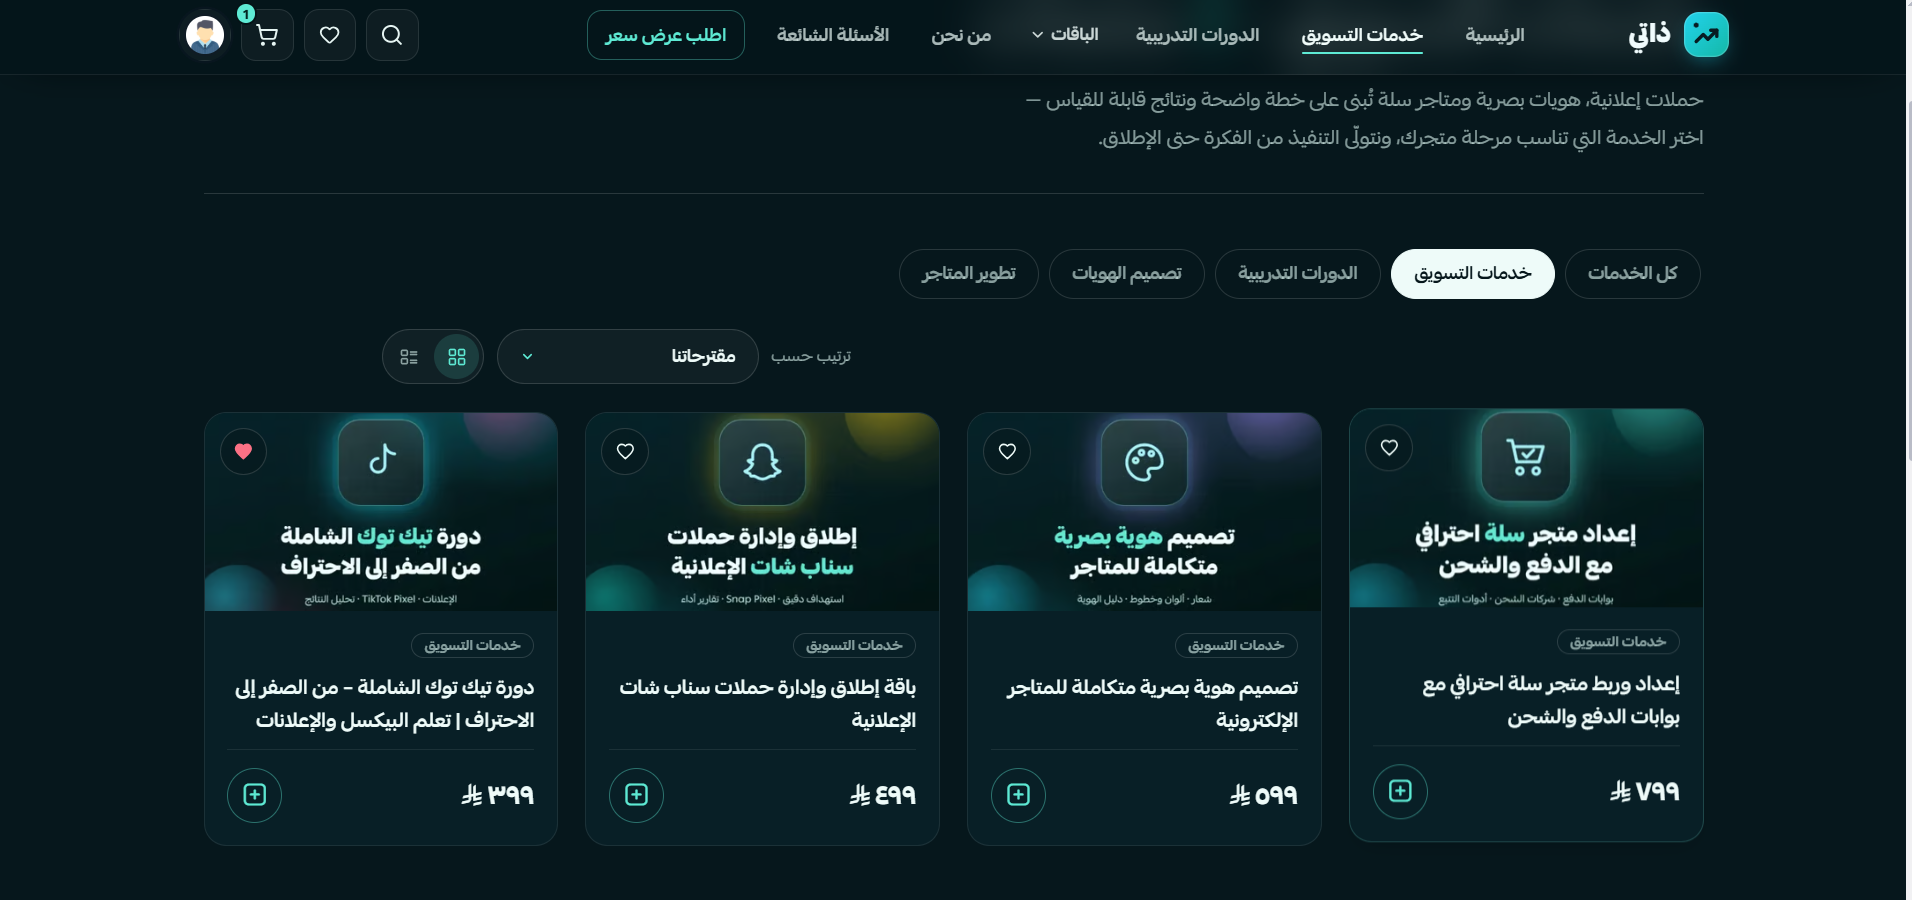 ذاتي
الرئيسية
خدمات التسويق
الدورات التدريبية
الباقات
من نحن
الأسئلة الشائعة
اطلب عرض سعر
1
حملات إعلانية، هويات بصرية ومتاجر سلة تُبنى على خطة واضحة ونتائج قابلة للقياس —
اختر الخدمة التي تناسب مرحلة متجرك، ونتولّى التنفيذ من الفكرة حتى الإطلاق.
كل الخدمات
خدمات التسويق
الدورات التدريبية
تصميم الهويات
تطوير المتاجر
ترتيب حسب
مقترحاتنا
إعداد متجر سلة احترافي
مع الدفع والشحن
بوابات الدفع · شركات الشحن · أدوات التتبع
خدمات التسويق
إعداد وربط متجر سلة احترافي مع
بوابات الدفع والشحن
٧٩٩
تصميم هوية بصرية
متكاملة للمتاجر
شعار · ألوان وخطوط · دليل الهوية
خدمات التسويق
تصميم هوية بصرية متكاملة للمتاجر
الإلكترونية
٥٩٩
إطلاق وإدارة حملات
سناب شات الإعلانية
استهداف دقيق · Snap Pixel · تقارير أداء
خدمات التسويق
باقة إطلاق وإدارة حملات سناب شات
الإعلانية
٤٩٩
دورة تيك توك الشاملة
من الصفر إلى الاحتراف
الإعلانات · TikTok Pixel · تحليل النتائج
خدمات التسويق
دورة تيك توك الشاملة – من الصفر إلى
الاحتراف | تعلم البيكسل والإعلانات
٣٩٩